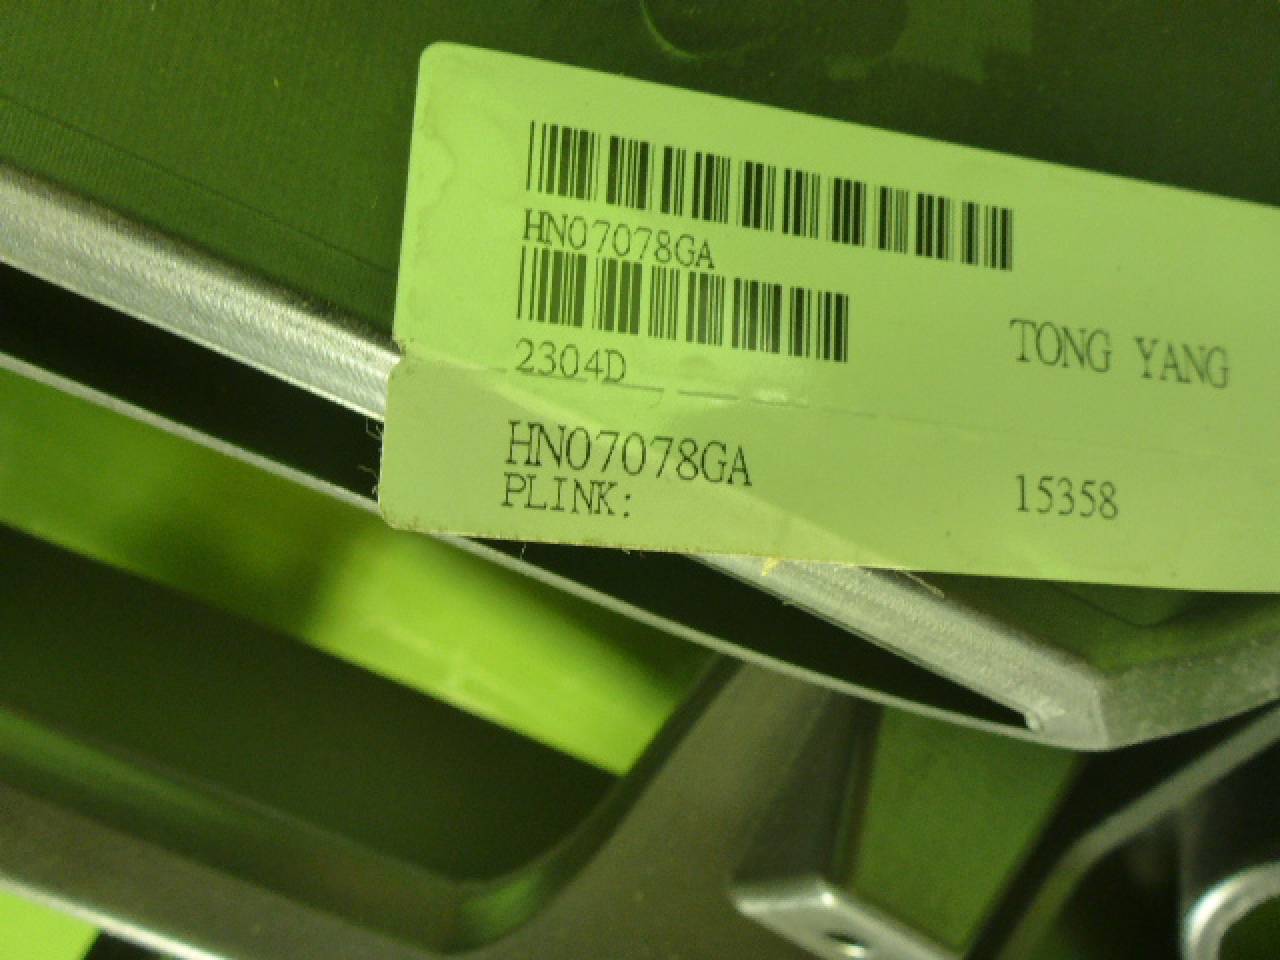 HN07078GA
2304D
TONG YANG
HN07078GA
15358
PLINK: